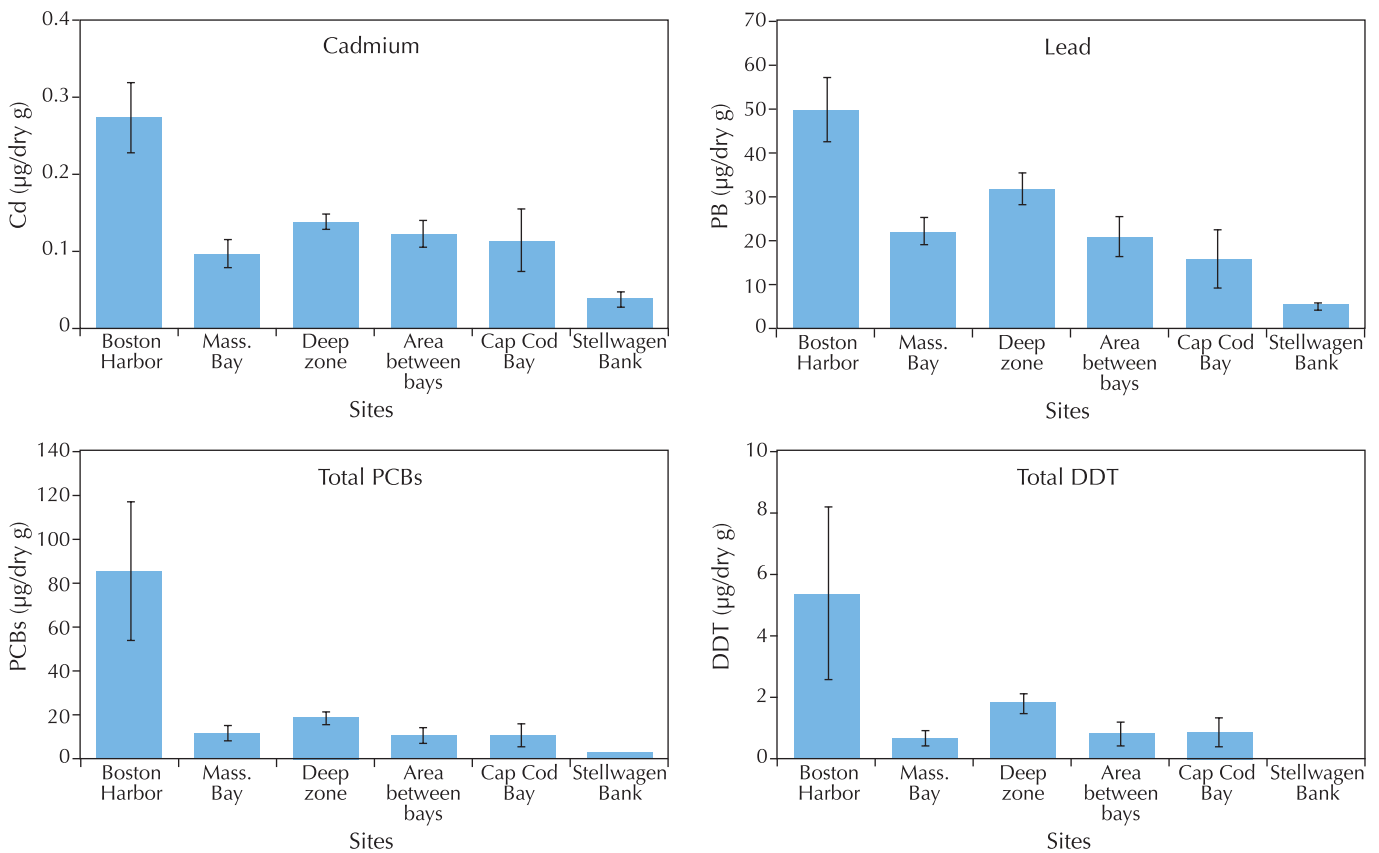 Cadmium
Cd (µg/dry g)
0.4
0.3
0.2
0.1
0
Boston Mass. Deep Area Cap Cod Stellwagen
Harbor Bay zone between Bay Bank
bays
Sites
Lead
PB (µg/dry g)
70
60
50
40
30
20
10
0
Boston Mass. Deep Area Cap Cod Stellwagen
Harbor Bay zone between Bay Bank
bays
Sites
Total PCBs
PCBs (µg/dry g)
140
120
100
80
60
40
20
0
Boston Mass. Deep Area Cap Cod Stellwagen
Harbor Bay zone between Bay Bank
bays
Sites
Total DDT
DDT (µg/dry g)
10
8
6
4
2
0
Boston Mass. Deep Area Cap Cod Stellwagen
Harbor Bay zone between Bay Bank
bays
Sites